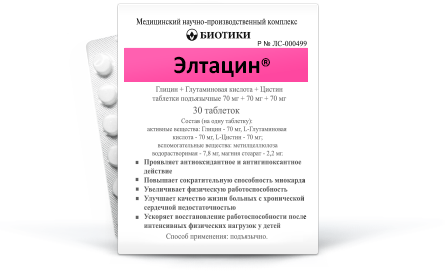 Медицинский научно-производственный комплекс
БИОТИКИ
Р № ЛС-000499
Элтацин®
Глицин + Глутаминовая кислота + Цистин
таблетки подъязычные 70 мг + 70 мг + 70 мг
30 таблеток
Состав (на одну таблетку):
активные вещества: Глицин - 70 мг, L-Глутаминовая
кислота - 70 мг, L-Цистин - 70 мг;
вспомогательные вещества: метилцеллюлоза
водорастворимая - 7,8 мг, магния стеарат - 2,2 мг.
▪ Проявляет антиоксидантное и антигипоксантное
действие
▪ Повышает сократительную способность миокарда
▪ Увеличивает физическую работоспособность
▪ Улучшает качество жизни больных с хронической
сердечной недостаточностью
▪ Ускоряет восстановление работоспособности после
интенсивных физических нагрузок у детей
Способ применения: подъязычно.